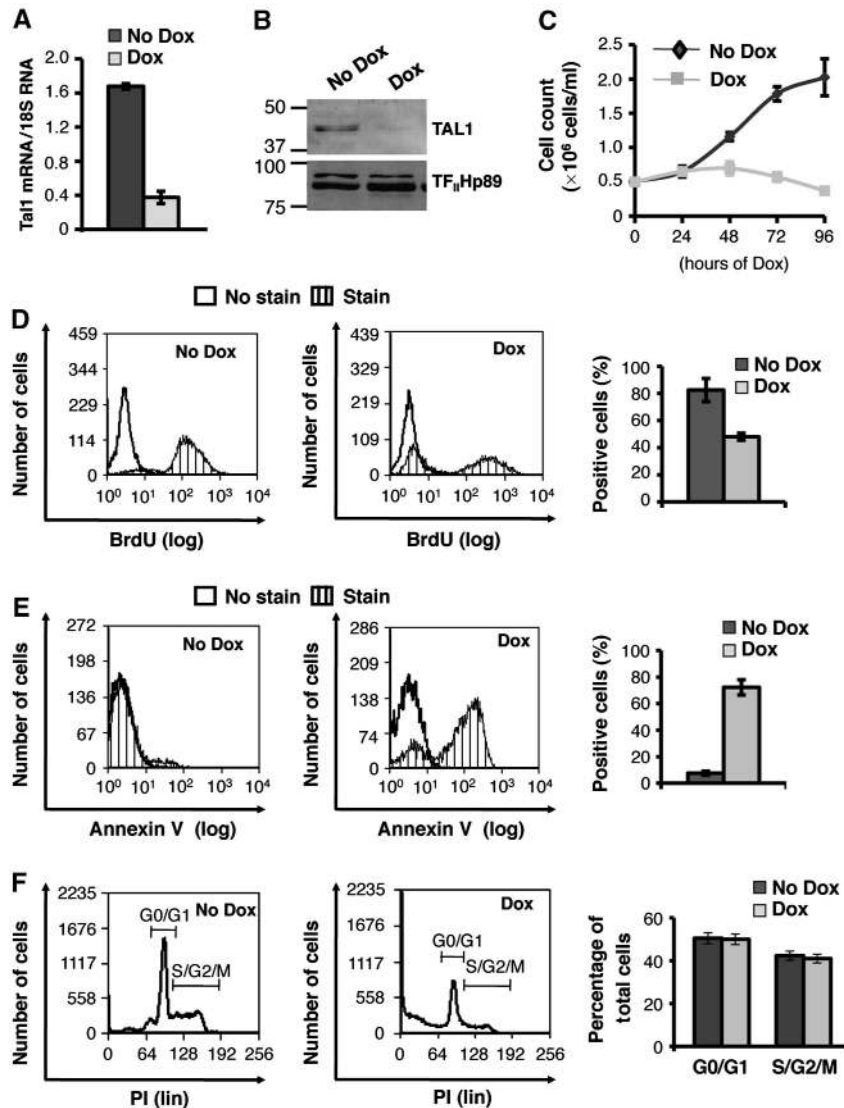 A
No Dox
Dox
Tal1 mRNA/18S RNA
2.0
1.6
1.2
0.8
0.4
0
B
No Dox
Dox
50
37
TAL1
100
75
TFIIHp89
C
No Dox
Dox
Cell count
(×10⁶ cells/ml)
2.5
2.0
1.5
1.0
0.5
0
0 24 48 72 96
(hours of Dox)
No stain Stain
D
Number of cells
459
344
229
114
0
No Dox
10⁰ 10¹ 10² 10³ 10⁴
BrdU (log)
Number of cells
439
329
219
109
0
Dox
10⁰ 10¹ 10² 10³ 10⁴
BrdU (log)
Positive cells (%)
100
80
60
40
20
0
No Dox
Dox
No stain Stain
E
Number of cells
272
198
136
67
0
No Dox
10⁰ 10¹ 10² 10³ 10⁴
Annexin V (log)
Number of cells
286
209
138
74
0
Dox
10⁰ 10¹ 10² 10³ 10⁴
Annexin V (log)
Positive cells (%)
100
80
60
40
20
0
No Dox
Dox
F
Number of cells
2235
1676
1117
558
0
No Dox
G0/G1
S/G2/M
0 64 128 192 256
PI (lin)
Number of cells
2235
1676
1117
558
0
Dox
G0/G1
S/G2/M
0 64 128 192 256
PI (lin)
Percentage of
total cells
60
40
20
0
No Dox
Dox
G0/G1 S/G2/M